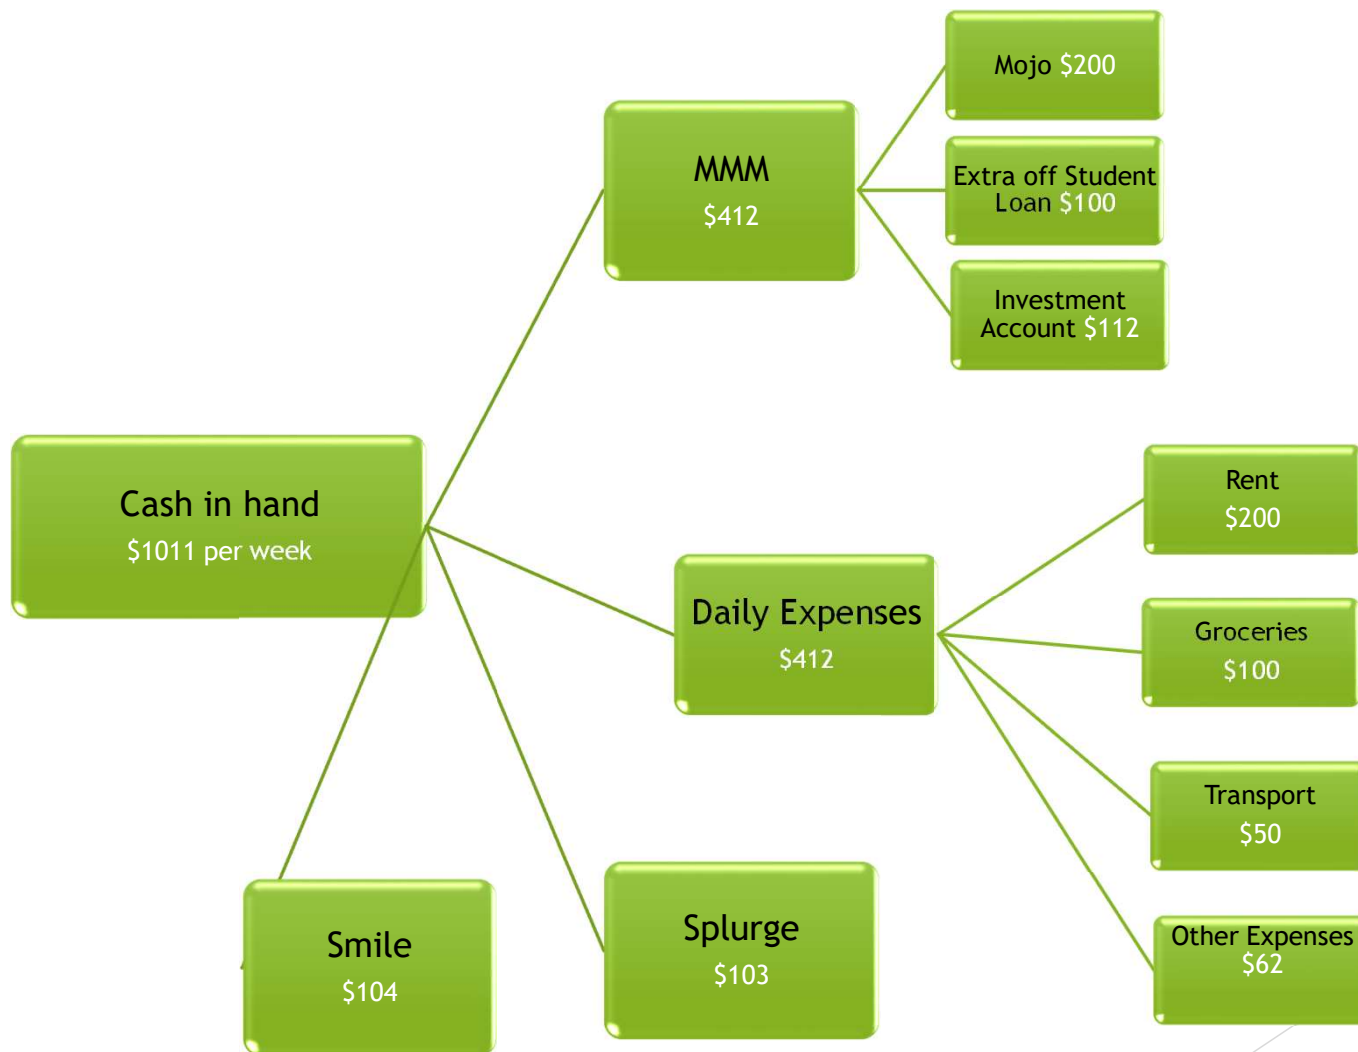 Mojo $200
MMM
$412
Extra off Student
Loan $100
Investment
Account $112
Cash in hand
$1011 per week
Rent
$200
Daily Expenses
$412
Groceries
$100
Transport
$50
Other Expenses
$62
Smile
$104
Splurge
$103